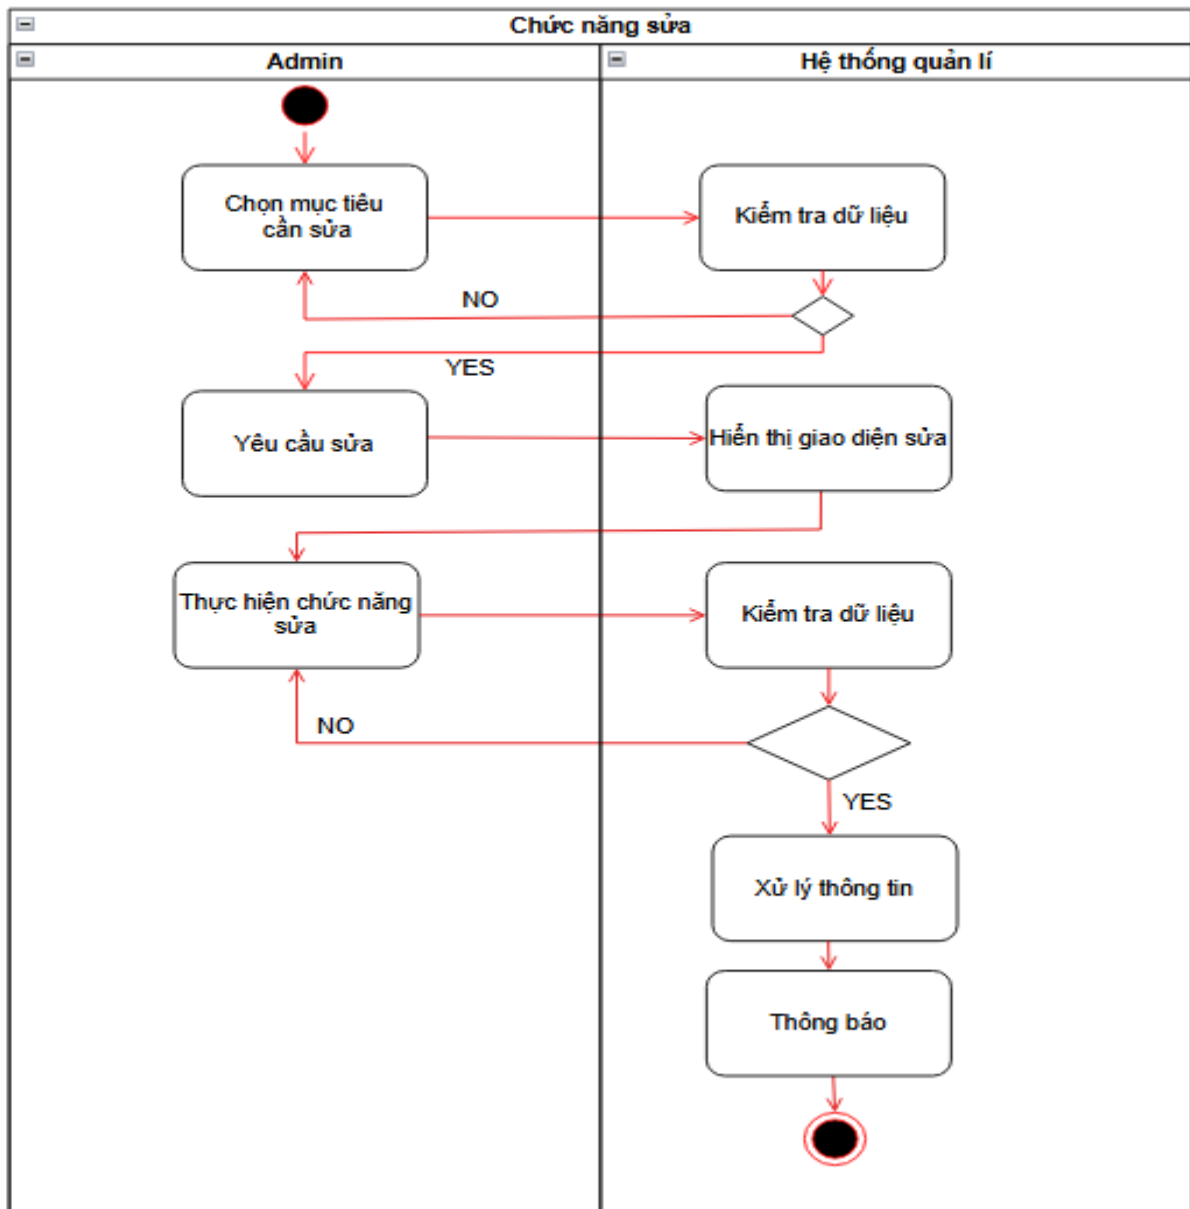 Chức năng sửa
Admin
Hệ thống quản lí
Chọn mục tiêu
cần sửa
Kiểm tra dữ liệu
NO
YES
Yêu cầu sửa
Hiển thị giao diện sửa
Thực hiện chức năng
sửa
Kiểm tra dữ liệu
NO
YES
Xử lý thông tin
Thông báo